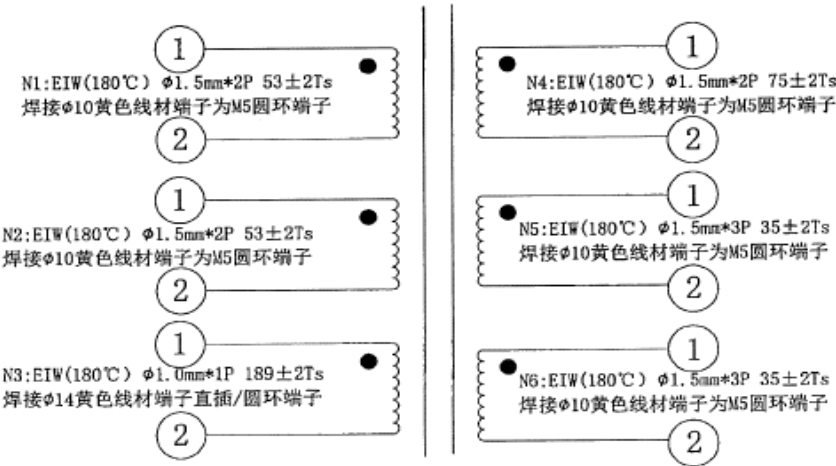 ①
N1:EIW(180℃) φ1.5mm*2P 53±2Ts
焊接φ10黄色线材端子为M5圆环端子
②
①
N2:EIW(180℃) φ1.5mm*2P 53±2Ts
焊接φ10黄色线材端子为M5圆环端子
②
①
N3:EIW(180℃) φ1.0mm*1P 189±2Ts
焊接φ14黄色线材端子直插/圆环端子
②
①
N4:EIW(180℃) φ1.5mm*2P 75±2Ts
焊接φ10黄色线材端子为M5圆环端子
②
①
N5:EIW(180℃) φ1.5mm*3P 35±2Ts
焊接φ10黄色线材端子为M5圆环端子
②
①
N6:EIW(180℃) φ1.5mm*3P 35±2Ts
焊接φ10黄色线材端子为M5圆环端子
②